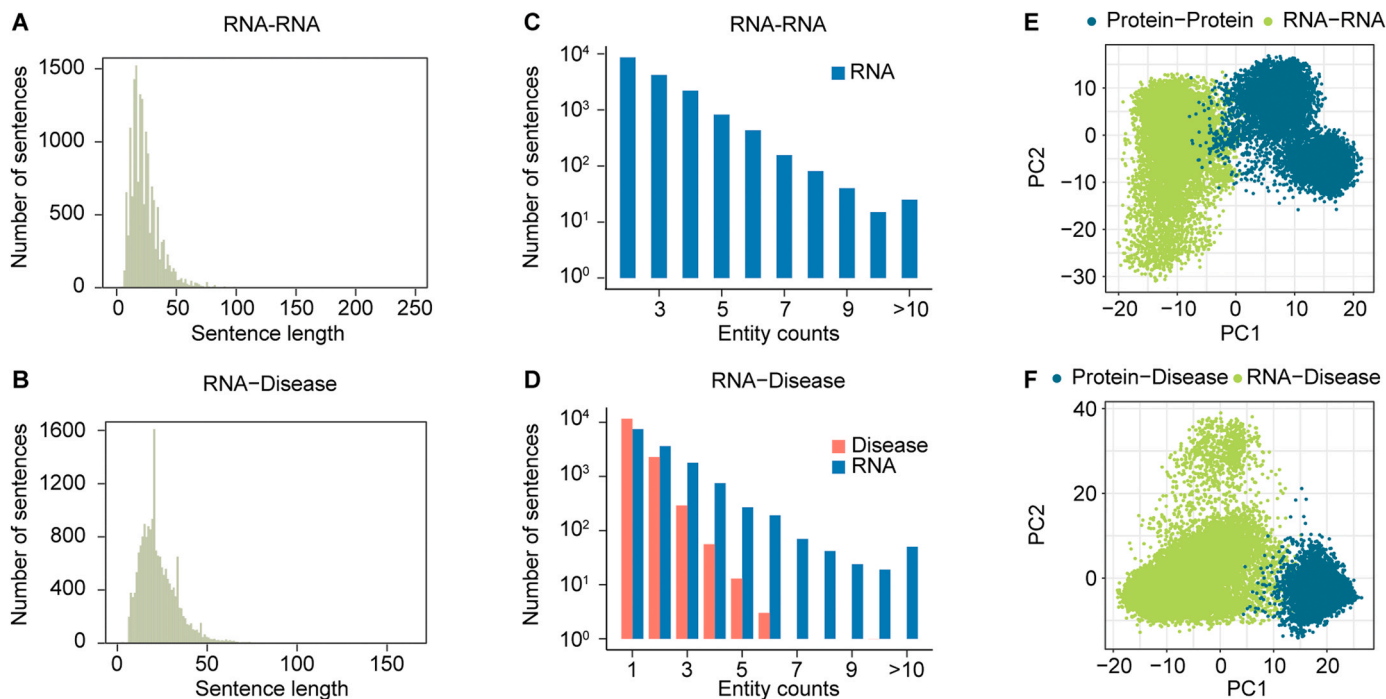 A
RNA-RNA
Number of sentences
1500
1000
500
0
0 50 100 150 200 250
Sentence length
B
RNA−Disease
Number of sentences
1600
1200
800
400
0
0 50 100 150
Sentence length
C
RNA-RNA
Number of sentences
10⁴
10³
10²
10¹
10⁰
RNA
3 5 7 9 >10
Entity counts
D
RNA−Disease
Number of sentences
10⁴
10³
10²
10¹
10⁰
Disease
RNA
1 3 5 7 9 >10
Entity counts
E
Protein−Protein RNA−RNA
PC2
10
0
−10
−20
−30
−20 −10 0 10 20
PC1
F
Protein−Disease RNA−Disease
PC2
40
20
0
−20 −10 0 10 20
PC1